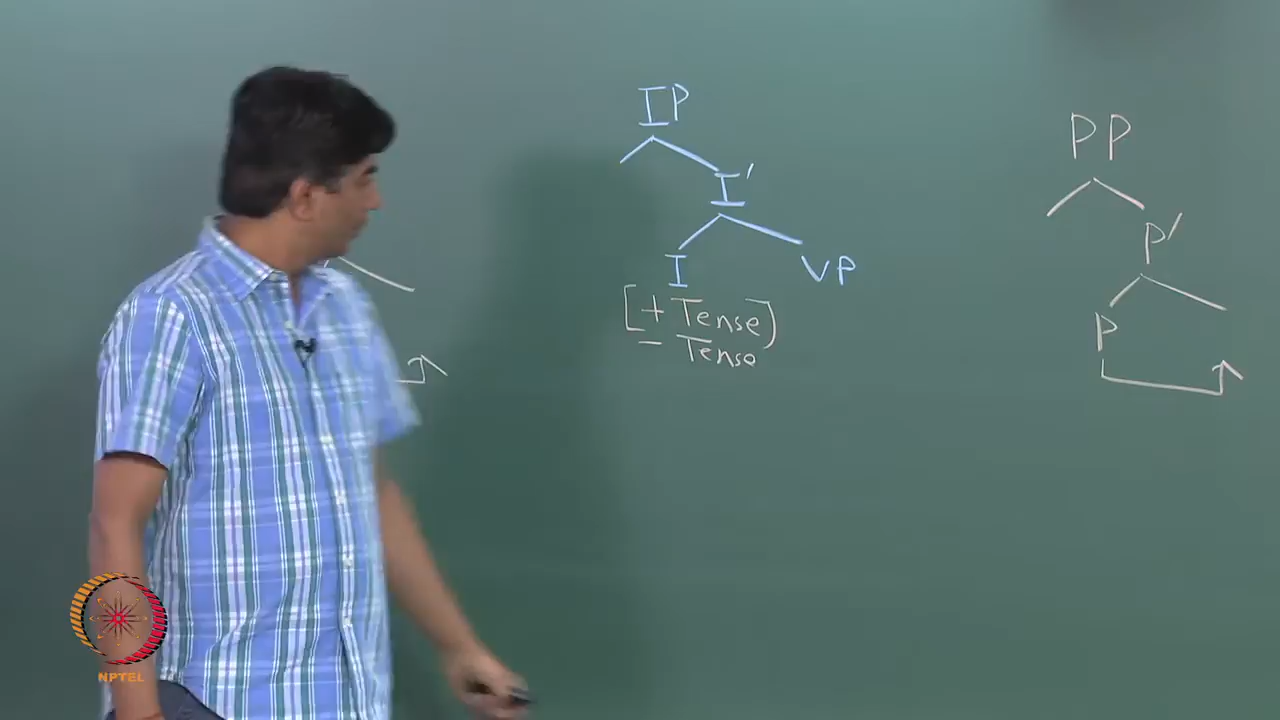 IP
I'
I VP
[+ Tense)
- Tense
PP
P'
P
NPTEL